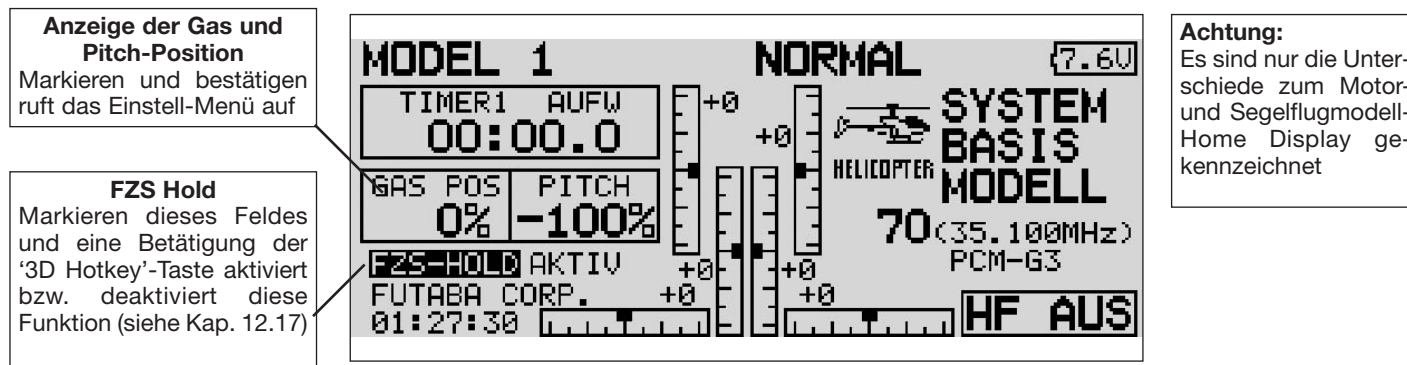 Anzeige der Gas und
Pitch-Position
Markieren und bestätigen
ruft das Einstell-Menü auf
FZS Hold
Markieren dieses Feldes
und eine Betätigung der
‘3D Hotkey’-Taste aktiviert
bzw. deaktiviert diese
Funktion (siehe Kap. 12.17)
MODEL 1 NORMAL 7.6V
TIMER1 AUFW
00:00.0
+0
+0
GAS POS PITCH
0% -100%
FZS-HOLD AKTIV
FUTABA CORP.
01:27:30
+0
+0
+0
+0
HELICOPTER
SYSTEM
BASIS
MODELL
70(35.100MHz)
PCM-G3
HF AUS
Achtung:
Es sind nur die Unter-
schiede zum Motor-
und Segelflugmodell-
Home Display ge-
kennzeichnet